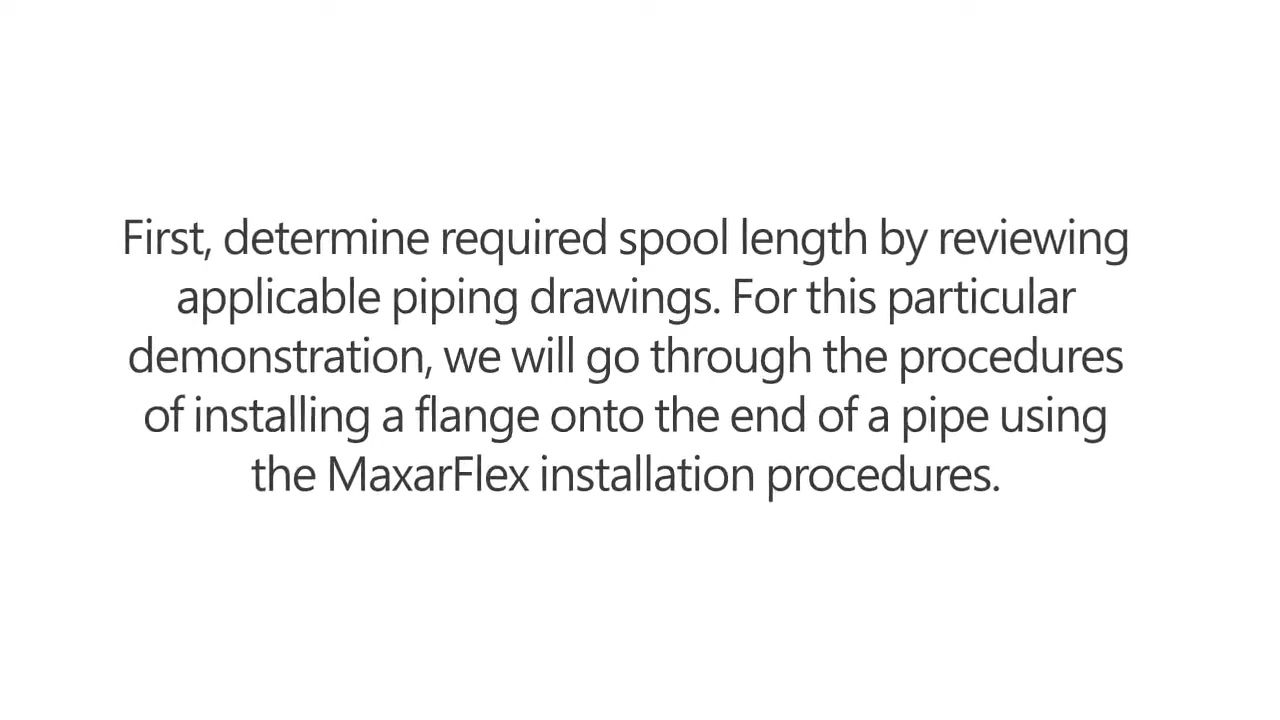 First, determine required spool length by reviewing
applicable piping drawings. For this particular
demonstration, we will go through the procedures
of installing a flange onto the end of a pipe using
the MaxarFlex installation procedures.